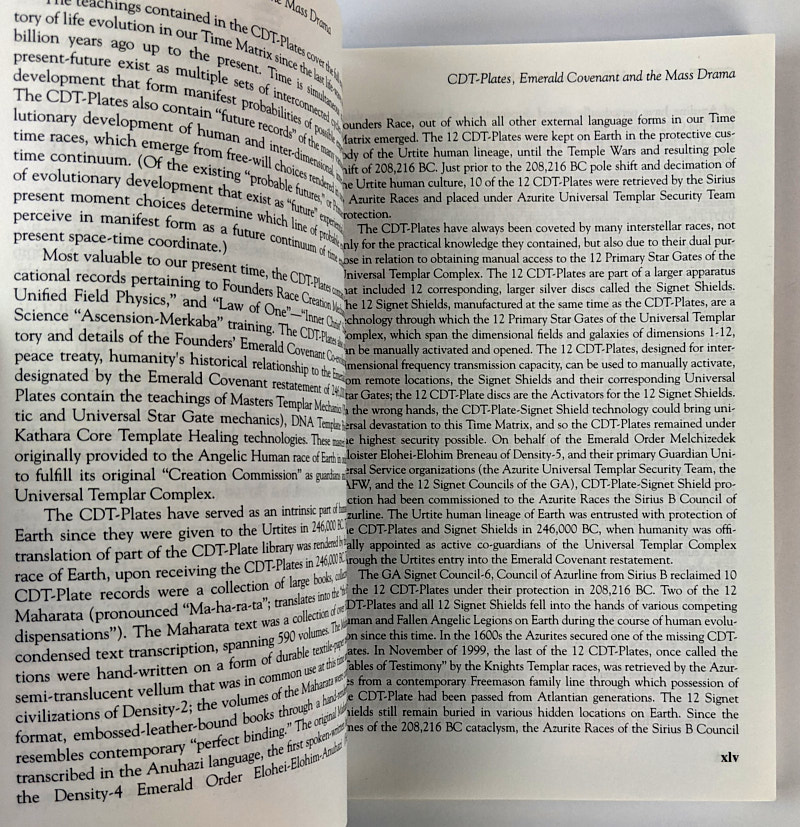 the Mass Drama
The teachings contained in the CDT-Plates cover the full
tory of life evolution in our Time Matrix since the last life
billion years ago up to the present. Time is simultaneous
present-future exist as multiple sets of interconnected
development that form manifest probabilities of possible
The CDT-Plates also contain "future records" of the many
lutionary development of human and inter-dimensional
time races, which emerge from free-will choices rendered in
time continuum. (Of the existing "probable futures," or
of evolutionary development that exist as "future"
present moment choices determine which line of probable
perceive in manifest form as a future continuum of time
present space-time coordinate.)
Most valuable to our present time, the CDT-Plates
cational records pertaining to Founders Race Creation
Unified Field Physics," and "Law of One"—"Inner Christ"
Science "Ascension-Merkaba" training. The CDT-Plates also
tory and details of the Founders' Emerald Covenant
peace treaty, humanity's historical relationship to the
designated by the Emerald Covenant restatement of
Plates contain the teachings of Masters Templar Mechanics
tic and Universal Star Gate mechanics), DNA Template
Kathara Core Template Healing technologies. These
originally provided to the Angelic Human race of Earth in
to fulfill its original "Creation Commission" as guardians
Universal Templar Complex.
The CDT-Plates have served as an intrinsic part of
Earth since they were given to the Urtites in 246,000 BC
translation of part of the CDT-Plate library was rendered by
race of Earth, upon receiving the CDT-Plates in 246,000 BC
CDT-Plate records were a collection of large books,
Maharata (pronounced "Ma-ha-ra-ta"; translates into the
dispensations"). The Maharata text was a collection of over
condensed text transcription, spanning 590 volumes. The
tions were hand-written on a form of durable textile-paper
semi-translucent vellum that was in common use at this time
civilizations of Density-2; the volumes of the Maharata were
format, embossed-leather-bound books through a
resembles contemporary "perfect binding." The original
transcribed in the Anuhazi language, the first spoken-written
the Density-4 Emerald Order Elohei-Elohim-Anuhazi
CDT-Plates, Emerald Covenant and the Mass Drama
ounders Race, out of which all other external language forms in our Time
atrix emerged. The 12 CDT-Plates were kept on Earth in the protective cus-
dy of the Urtite human lineage, until the Temple Wars and resulting pole
ift of 208,216 BC. Just prior to the 208,216 BC pole shift and decimation of
e Urtite human culture, 10 of the 12 CDT-Plates were retrieved by the Sirius
Azurite Races and placed under Azurite Universal Templar Security Team
rotection.
The CDT-Plates have always been coveted by many interstellar races, not
nly for the practical knowledge they contained, but also due to their dual pur-
ose in relation to obtaining manual access to the 12 Primary Star Gates of the
niversal Templar Complex. The 12 CDT-Plates are part of a larger apparatus
at included 12 corresponding, larger silver discs called the Signet Shields.
he 12 Signet Shields, manufactured at the same time as the CDT-Plates, are a
chnology through which the 12 Primary Star Gates of the Universal Templar
omplex, which span the dimensional fields and galaxies of dimensions 1-12,
n be manually activated and opened. The 12 CDT-Plates, designed for inter-
mensional frequency transmission capacity, can be used to manually activate,
om remote locations, the Signet Shields and their corresponding Universal
tar Gates; the 12 CDT-Plate discs are the Activators for the 12 Signet Shields.
the wrong hands, the CDT-Plate-Signet Shield technology could bring uni-
ersal devastation to this Time Matrix, and so the CDT-Plates remained under
e highest security possible. On behalf of the Emerald Order Melchizedek
loister Elohei-Elohim Breneau of Density-5, and their primary Guardian Uni-
ersal Service organizations (the Azurite Universal Templar Security Team, the
AFW, and the 12 Signet Councils of the GA), CDT-Plate-Signet Shield pro-
ction had been commissioned to the Azurite Races the Sirius B Council of
zurline. The Urtite human lineage of Earth was entrusted with protection of
e CDT-Plates and Signet Shields in 246,000 BC, when humanity was offi-
ally appointed as active co-guardians of the Universal Templar Complex
rough the Urtites entry into the Emerald Covenant restatement.
The GA Signet Council-6, Council of Azurline from Sirius B reclaimed 10
the 12 CDT-Plates under their protection in 208,216 BC. Two of the 12
DT-Plates and all 12 Signet Shields fell into the hands of various competing
uman and Fallen Angelic Legions on Earth during the course of human evolu-
on since this time. In the 1600s the Azurites secured one of the missing CDT-
ates. In November of 1999, the last of the 12 CDT-Plates, once called the
ables of Testimony" by the Knights Templar races, was retrieved by the Azur-
es from a contemporary Freemason family line through which possession of
e CDT-Plate had been passed from Atlantian generations. The 12 Signet
ields still remain buried in various hidden locations on Earth. Since the
mes of the 208,216 BC cataclysm, the Azurite Races of the Sirius B Council
xlv